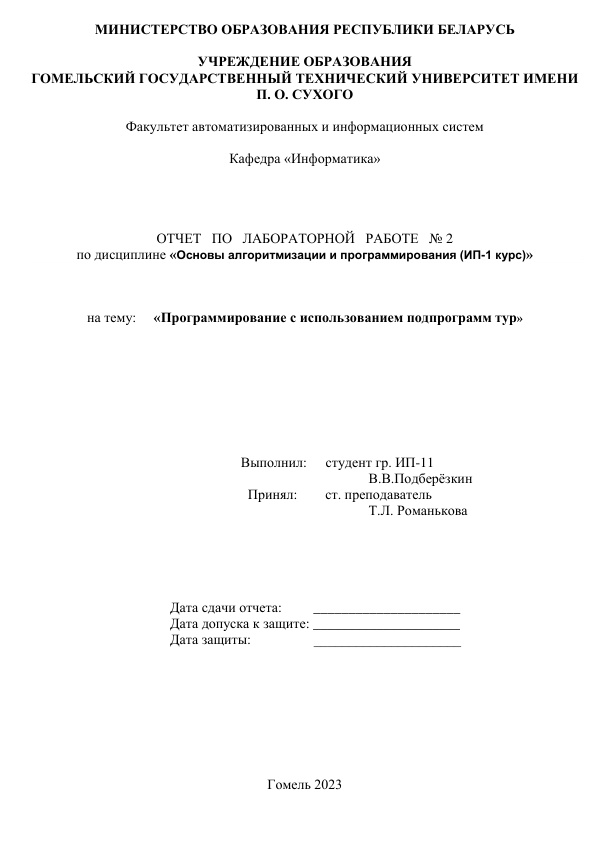 МИНИСТЕРСТВО ОБРАЗОВАНИЯ РЕСПУБЛИКИ БЕЛАРУСЬ
УЧРЕЖДЕНИЕ ОБРАЗОВАНИЯ
ГОМЕЛЬСКИЙ ГОСУДАРСТВЕННЫЙ ТЕХНИЧЕСКИЙ УНИВЕРСИТЕТ ИМЕНИ
П. О. СУХОГО
Факультет автоматизированных и информационных систем
Кафедра «Информатика»
ОТЧЕТ ПО ЛАБОРАТОРНОЙ РАБОТЕ № 2
по дисциплине «Основы алгоритмизации и программирования (ИП-1 курс)»
на тему: «Программирование с использованием подпрограмм тур»
Выполнил: студент гр. ИП-11
В.В.Подберёзкин
Принял: ст. преподаватель
Т.Л. Романькова
Дата сдачи отчета: _____________________
Дата допуска к защите: _____________________
Дата защиты: _____________________
Гомель 2023